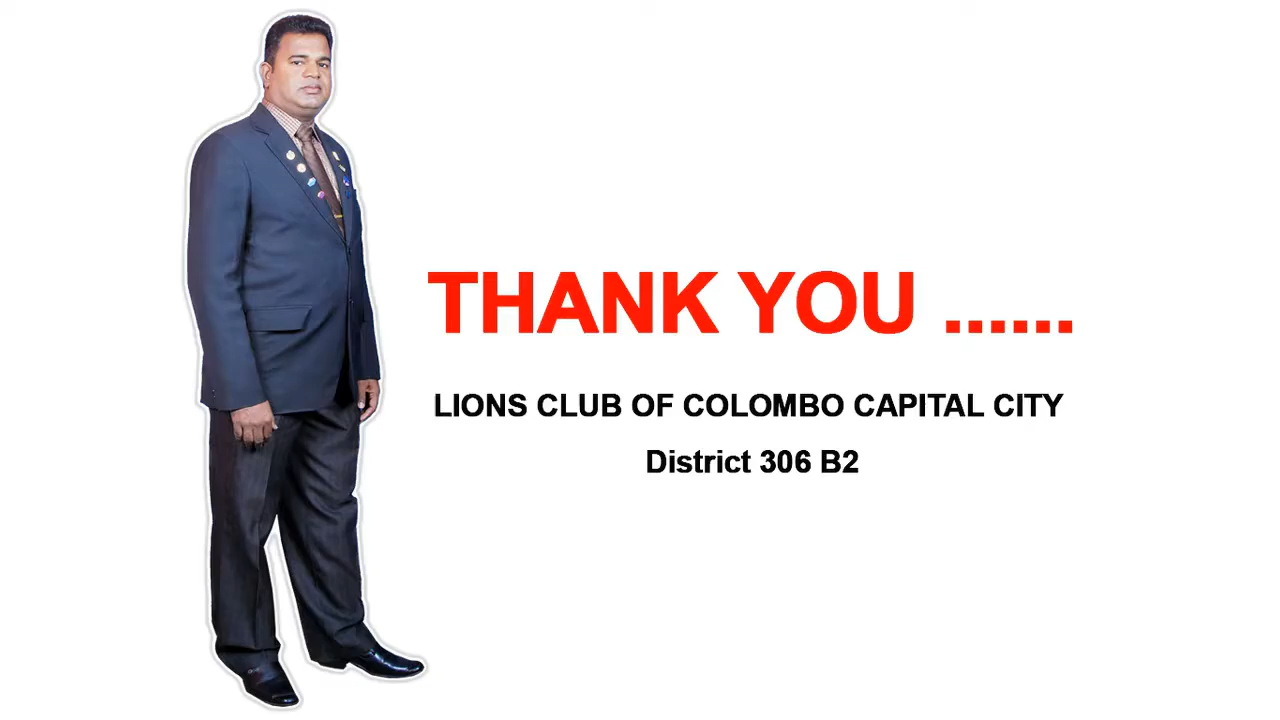 THANK YOU ......
LIONS CLUB OF COLOMBO CAPITAL CITY
District 306 B2